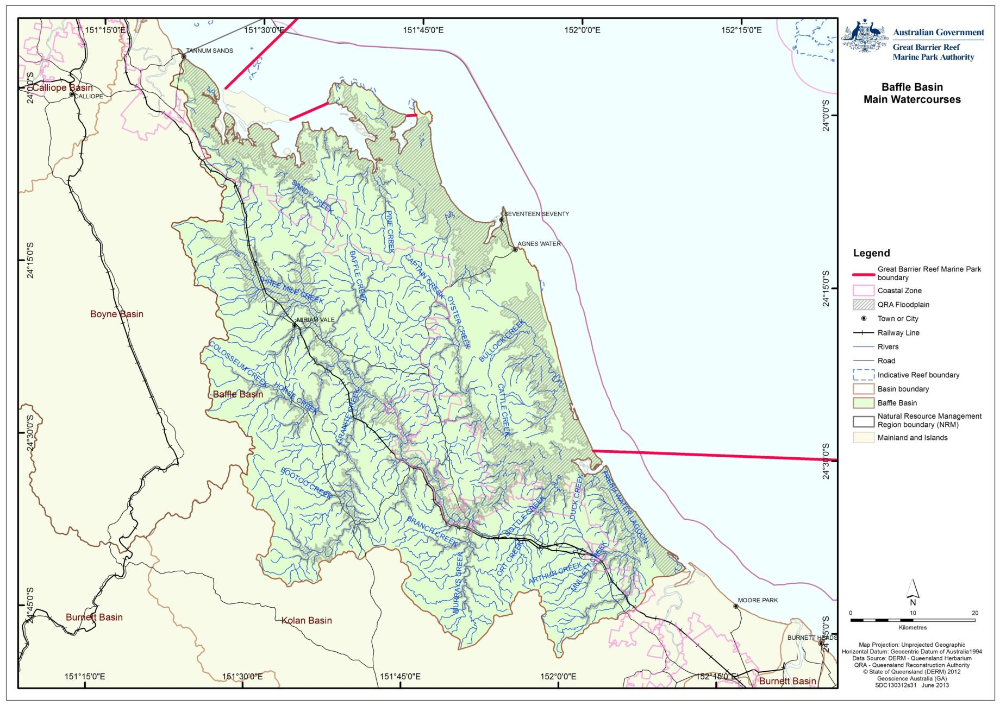 151°15'0"E
151°30'0"E
151°45'0"E
152°0'0"E
152°15'0"E
24°0'0"S
24°15'0"S
24°30'0"S
24°45'0"S
24°0'0"S
24°15'0"S
24°30'0"S
24°45'0"S
151°15'0"E
151°30'0"E
151°45'0"E
152°0'0"E
152°15'0"E
TANNUM SANDS
Calliope Basin
CALLIOPE
SANDY CREEK
PINE CREEK
SEVENTEEN SEVENTY
AGNES WATER
BAFFLE CREEK
CAPTAIN CREEK
THREE MILE CREEK
OYSTER CREEK
Boyne Basin
MIRIAM VALE
BULLOCK CREEK
COLOSSEUM CREEK
HORSE CREEK
Baffle Basin
GRANITE CREEK
CATTLE CREEK
BOOTOO CREEK
DUCK CREEK
FRESH WATER LAGOON
BOTTLE CREEK
BRANCH CREEK
ORT CREEK
MURRAYS CREEK
ARTHUR CREEK
MULLETT CREEK
MOORE PARK
Burnett Basin
Kolan Basin
BURNETT HEADS
Burnett Basin
Australian Government
Great Barrier Reef
Marine Park Authority
Baffle Basin
Main Watercourses
Legend
Great Barrier Reef Marine Park
boundary
Coastal Zone
QRA Floodplain
Town or City
Railway Line
Rivers
Road
Indicative Reef boundary
Basin boundary
Baffle Basin
Natural Resource Management
Region boundary (NRM)
Mainland and Islands
N
0 10 20
Kilometres
Map Projection: Unprojected Geographic
Horizontal Datum: Geocentric Datum of Australia1994
Data Source: DERM - Queensland Herbarium
QRA - Queensland Reconstruction Authority
© State of Queensland (DERM) 2012
Geoscience Australia (GA)
SDC130312s31 June 2013